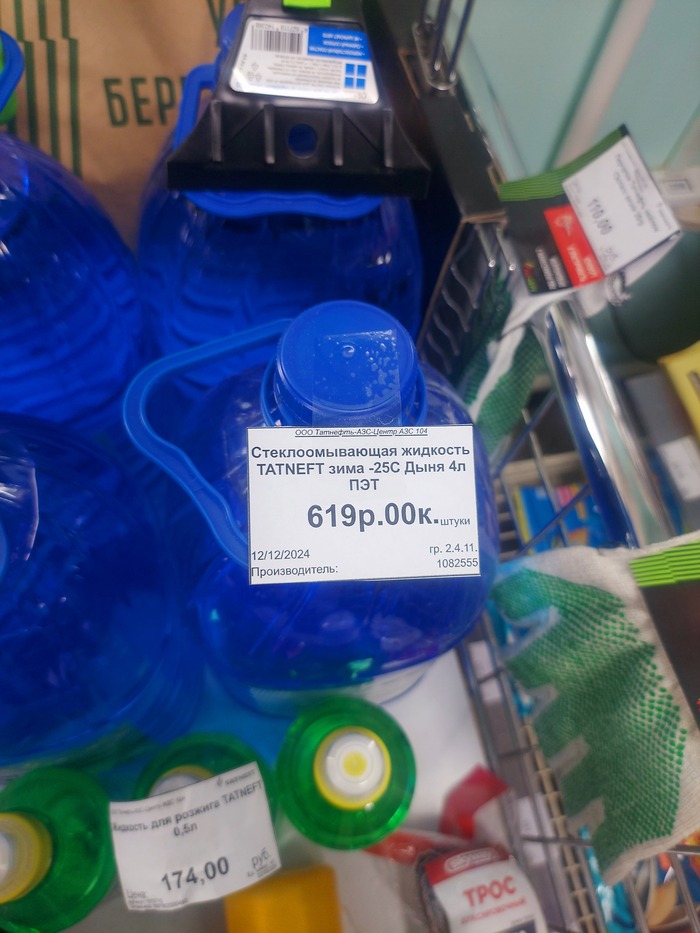 БЕР
110,00
ООО Татнефть-АЗС-Центр АЗС 104
Стеклоомывающая жидкость
TATNEFT зима -25С Дыня 4л
ПЭТ
619р.00к.штуки
12/12/2024 гр. 2.4.11.
Производитель: 1082555
Жидкость для розжига TATNEFT
0,5л
Цена: 174,00 руб
ТРОС